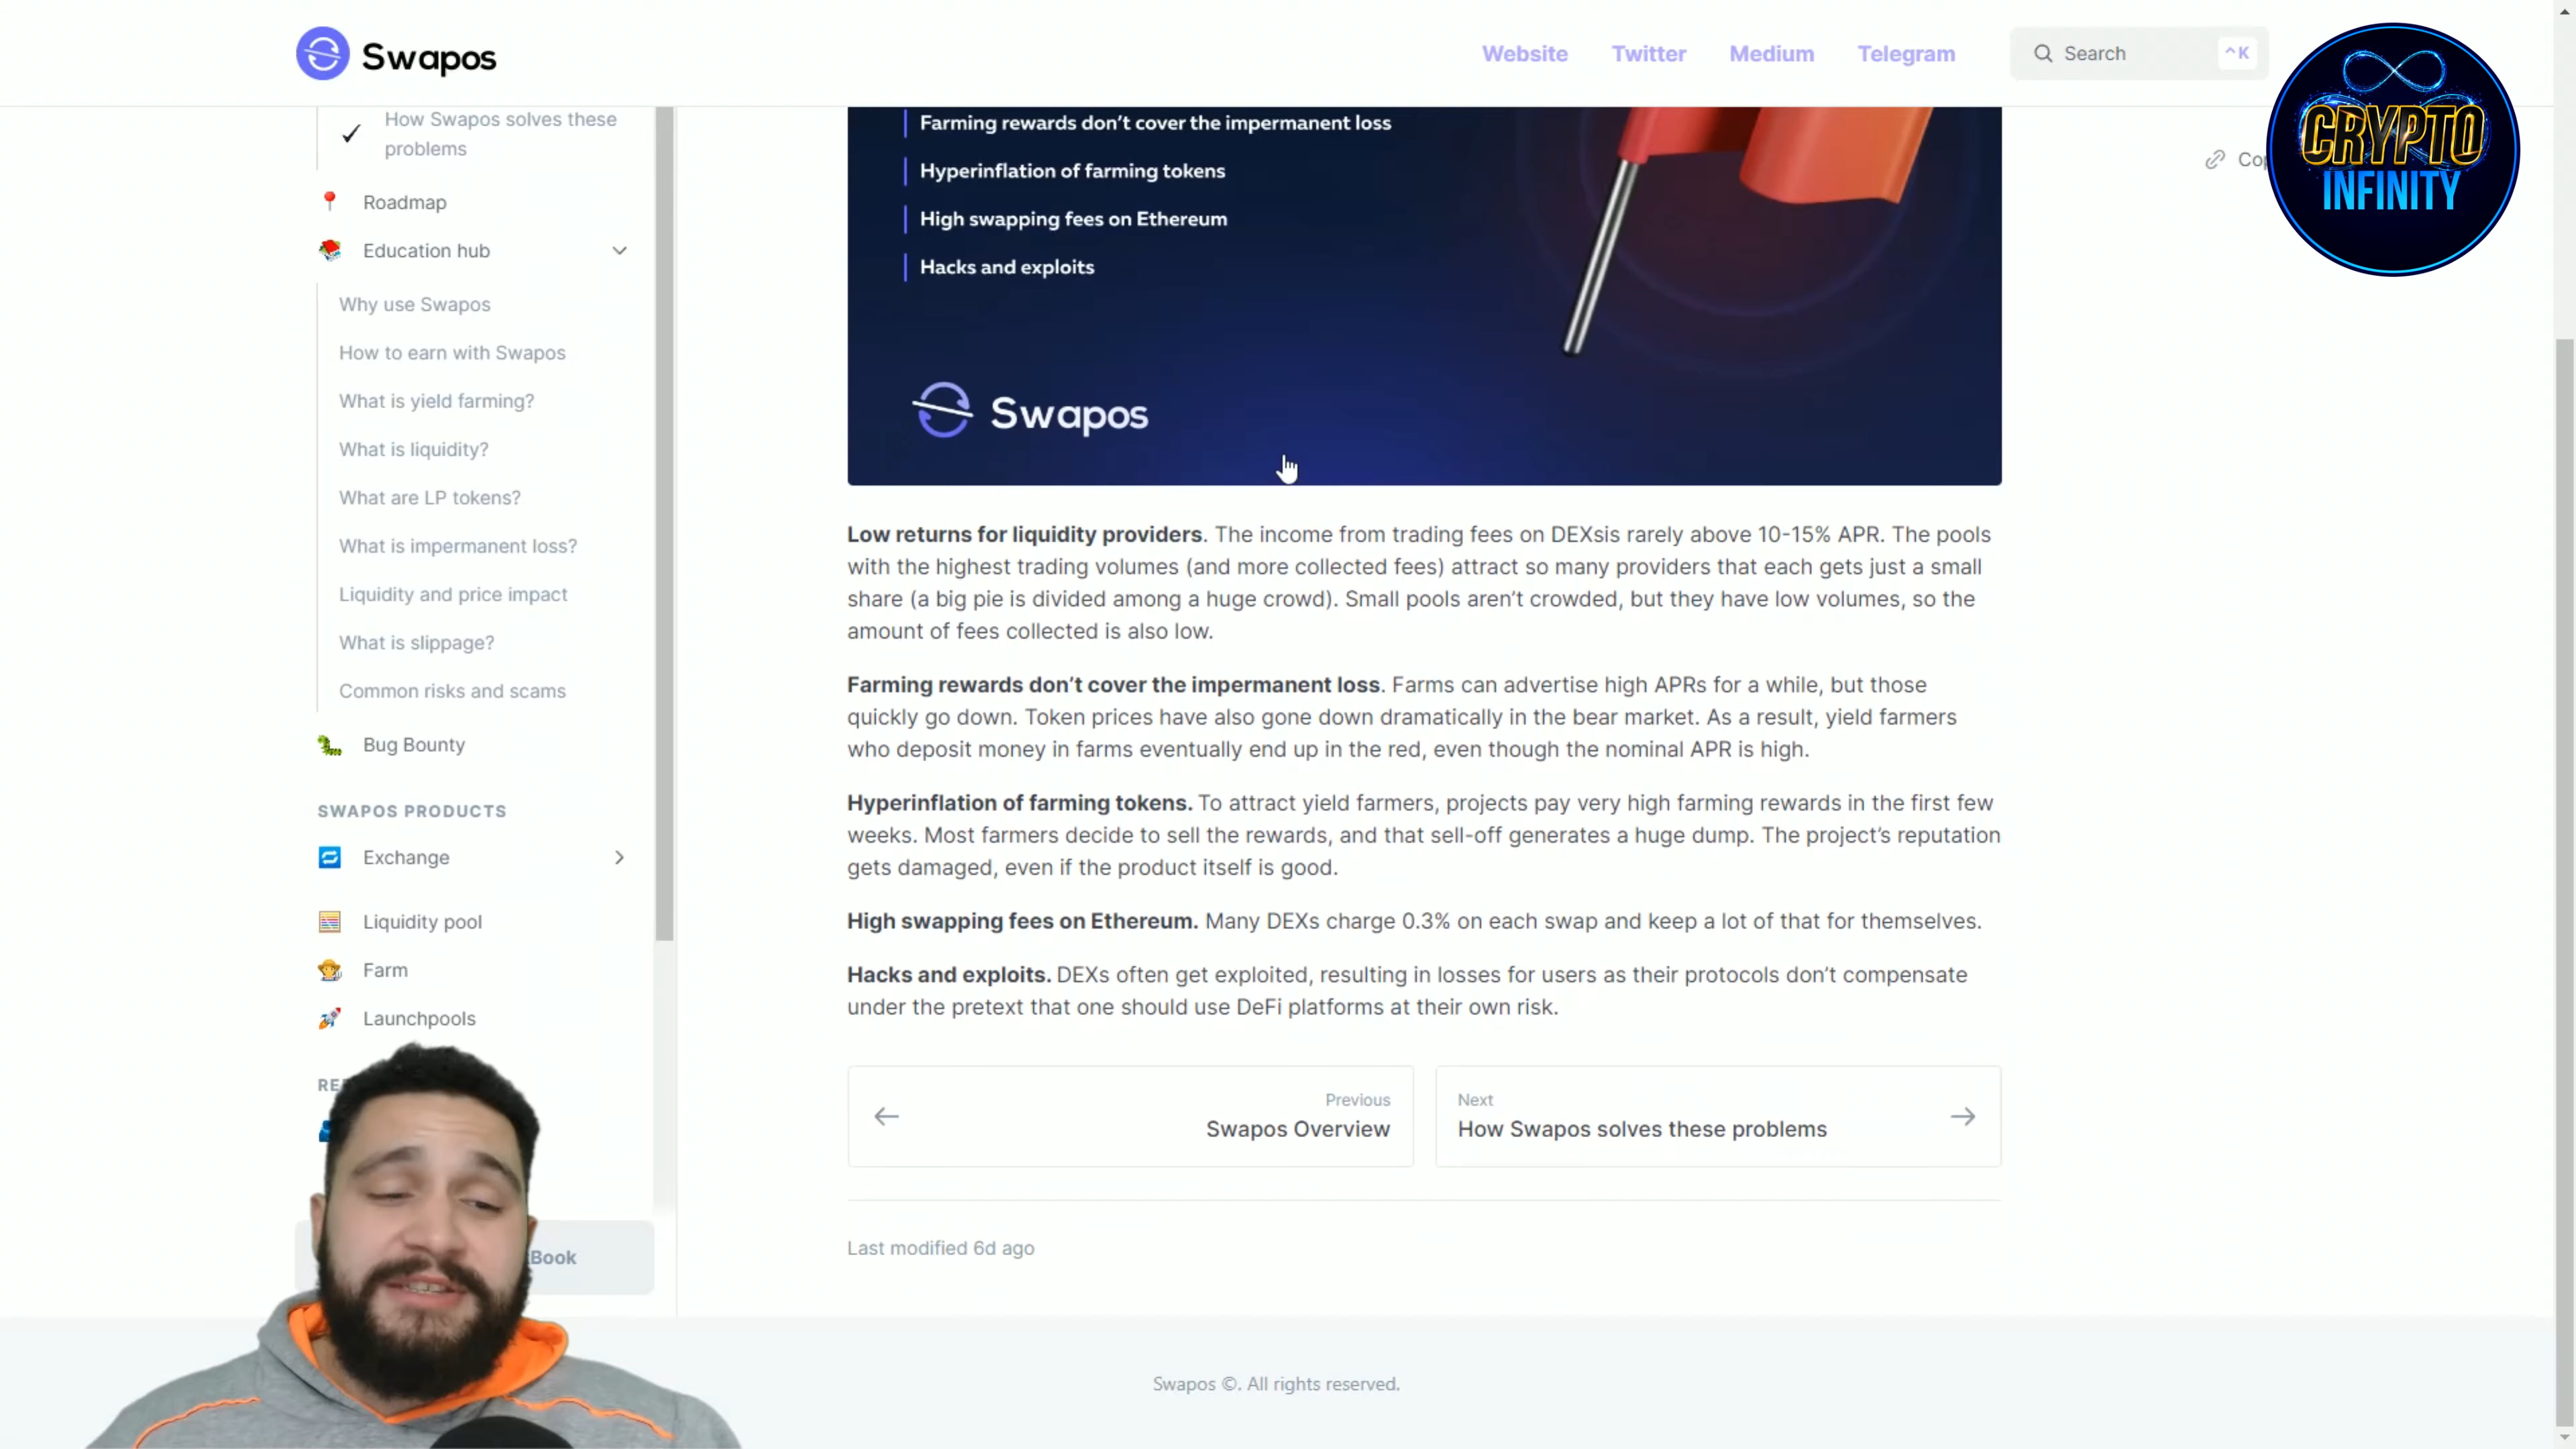 Swapos
Website
Twitter
Medium
Telegram
Search
^K
CRYPTO
INFINITY
How Swapos solves these
problems
Roadmap
Education hub
Why use Swapos
How to earn with Swapos
What is yield farming?
What is liquidity?
What are LP tokens?
What is impermanent loss?
Liquidity and price impact
What is slippage?
Common risks and scams
Bug Bounty
SWAPOS PRODUCTS
Exchange
Liquidity pool
Farm
Launchpools
Book
Farming rewards don’t cover the impermanent loss
Hyperinflation of farming tokens
High swapping fees on Ethereum
Hacks and exploits
Swapos
Low returns for liquidity providers. The income from trading fees on DEXsis rarely above 10-15% APR. The pools
with the highest trading volumes (and more collected fees) attract so many providers that each gets just a small
share (a big pie is divided among a huge crowd). Small pools aren’t crowded, but they have low volumes, so the
amount of fees collected is also low.
Farming rewards don’t cover the impermanent loss. Farms can advertise high APRs for a while, but those
quickly go down. Token prices have also gone down dramatically in the bear market. As a result, yield farmers
who deposit money in farms eventually end up in the red, even though the nominal APR is high.
Hyperinflation of farming tokens. To attract yield farmers, projects pay very high farming rewards in the first few
weeks. Most farmers decide to sell the rewards, and that sell-off generates a huge dump. The project’s reputation
gets damaged, even if the product itself is good.
High swapping fees on Ethereum. Many DEXs charge 0.3% on each swap and keep a lot of that for themselves.
Hacks and exploits. DEXs often get exploited, resulting in losses for users as their protocols don’t compensate
under the pretext that one should use DeFi platforms at their own risk.
Previous
Swapos Overview
Next
How Swapos solves these problems
Last modified 6d ago
Swapos ©. All rights reserved.